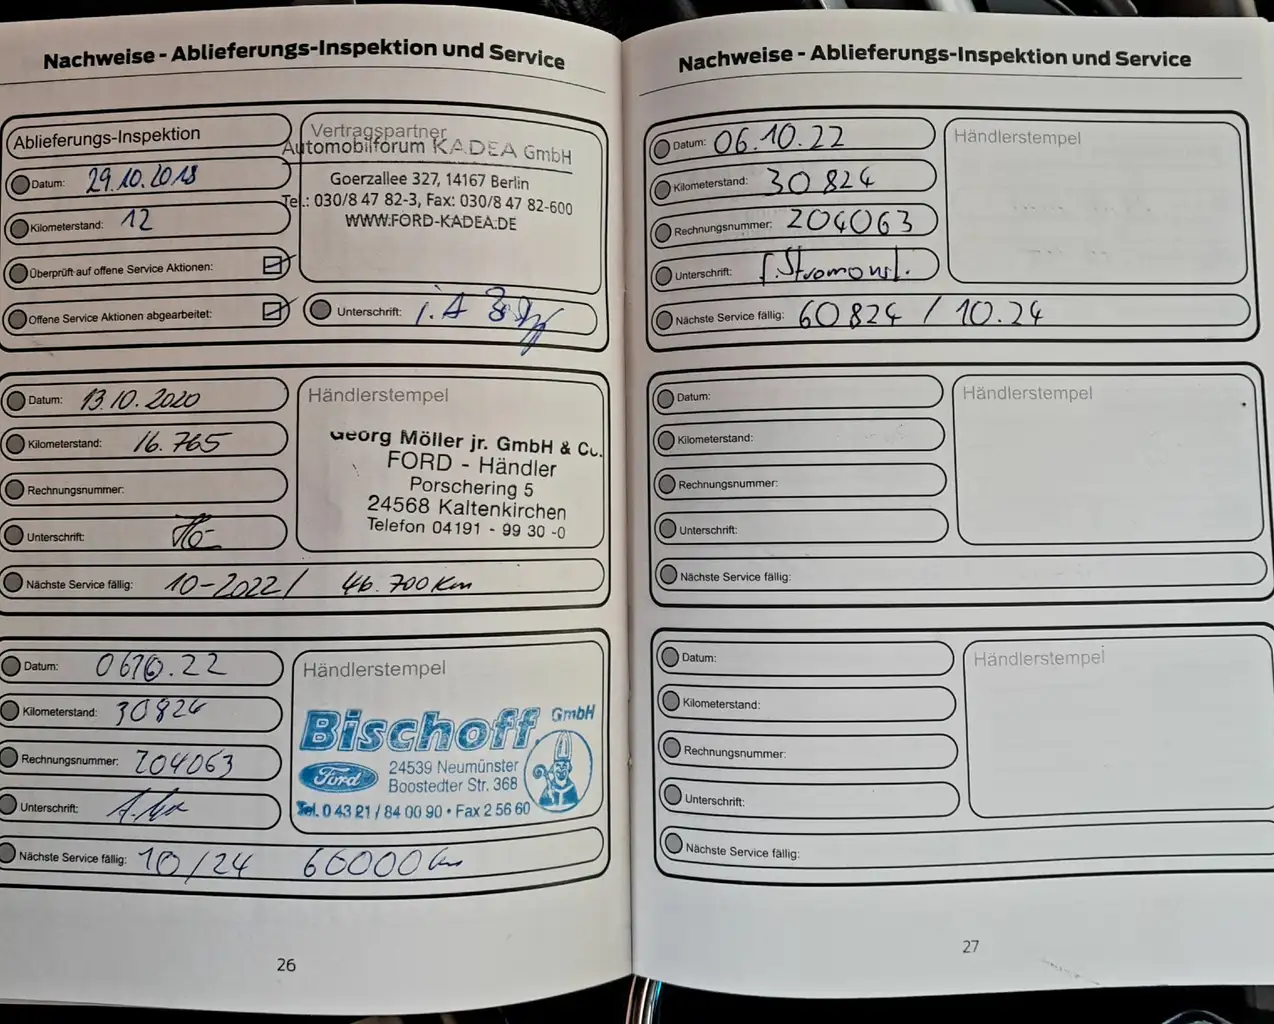 Nachweise - Ablieferungs-Inspektion und Service
Ablieferungs-Inspektion
Datum: 29.10.2018
Kilometerstand: 12
Überprüft auf offene Service Aktionen:
Offene Service Aktionen abgearbeitet:
Vertragspartner
Automobilforum KADEA GmbH
Goerzallee 327, 14167 Berlin
Tel.: 030/8 47 82-3, Fax: 030/8 47 82-600
WWW.FORD-KADEA.DE
Unterschrift: i.A
Datum: 13.10.2020
Kilometerstand: 16.765
Rechnungsnummer:
Unterschrift:
Händlerstempel
Georg Möller jr. GmbH & Co.
FORD - Händler
Porschering 5
24568 Kaltenkirchen
Telefon 04191 - 99 30 -0
Nächste Service fällig: 10-2022/ 46.700 Km
Datum: 0610.22
Kilometerstand: 30824
Rechnungsnummer: 204063
Unterschrift:
Händlerstempel
Bischoff GmbH
Ford
24539 Neumünster
Boostedter Str. 368
Tel. 0 43 21 / 84 00 90 • Fax 2 56 60
Nächste Service fällig: 10/24 60000 km
26
Nachweise - Ablieferungs-Inspektion und Service
Datum: 06.10.22
Kilometerstand: 30824
Rechnungsnummer: 204063
Unterschrift:
Händlerstempel
Nächste Service fällig: 60824 / 10.24
Datum:
Kilometerstand:
Rechnungsnummer:
Unterschrift:
Händlerstempel
Nächste Service fällig:
Datum:
Kilometerstand:
Rechnungsnummer:
Unterschrift:
Händlerstempel
Nächste Service fällig:
27